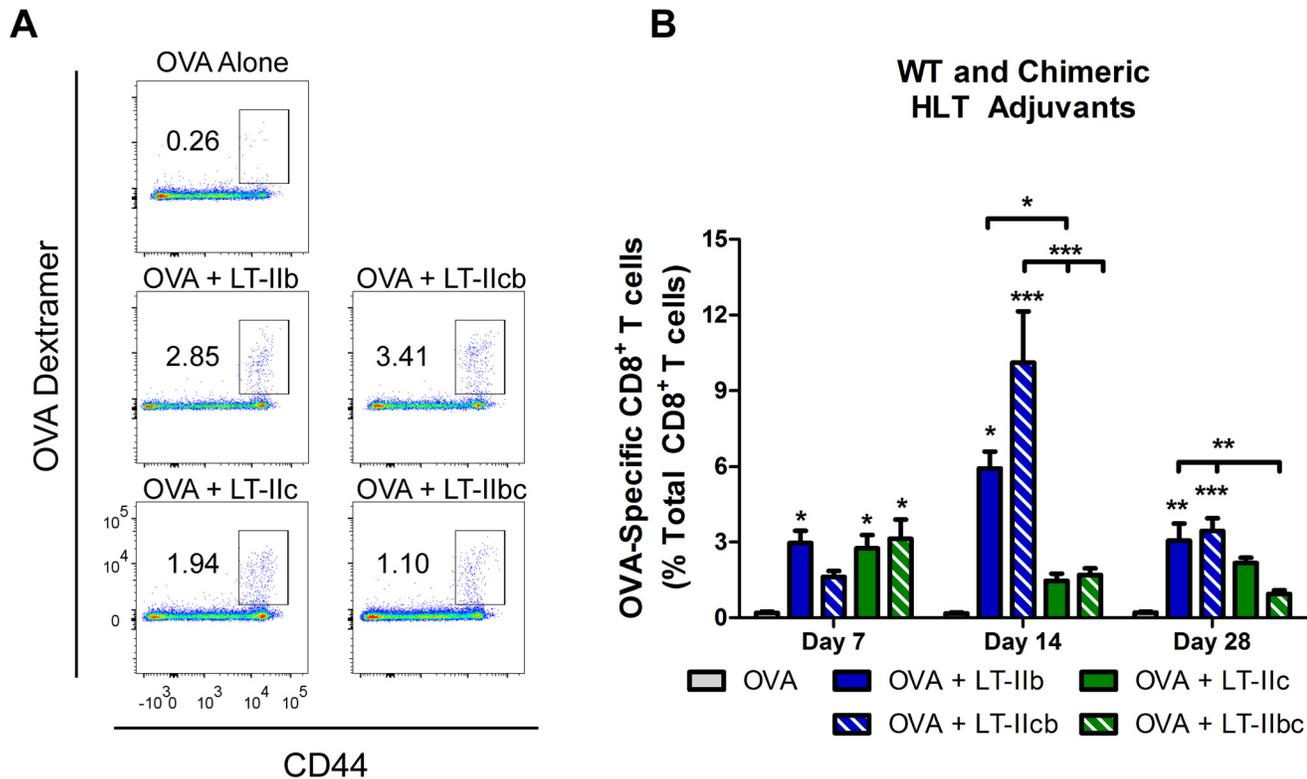 A
OVA Alone
0.26
OVA + LT-IIb
2.85
OVA + LT-IIcb
3.41
OVA + LT-IIc
1.94
OVA + LT-IIbc
1.10
10^5
10^4
0
-10^3 0 10^3 10^4 10^5
OVA Dextramer
CD44
B
WT and Chimeric
HLT Adjuvants
OVA-Specific CD8+ T cells
(% Total CD8+ T cells)
15
12
9
6
3
0
*
*
*
*
***
*
***
**
***
**
Day 7 Day 14 Day 28
OVA OVA + LT-IIb OVA + LT-IIc
OVA + LT-IIcb OVA + LT-IIbc